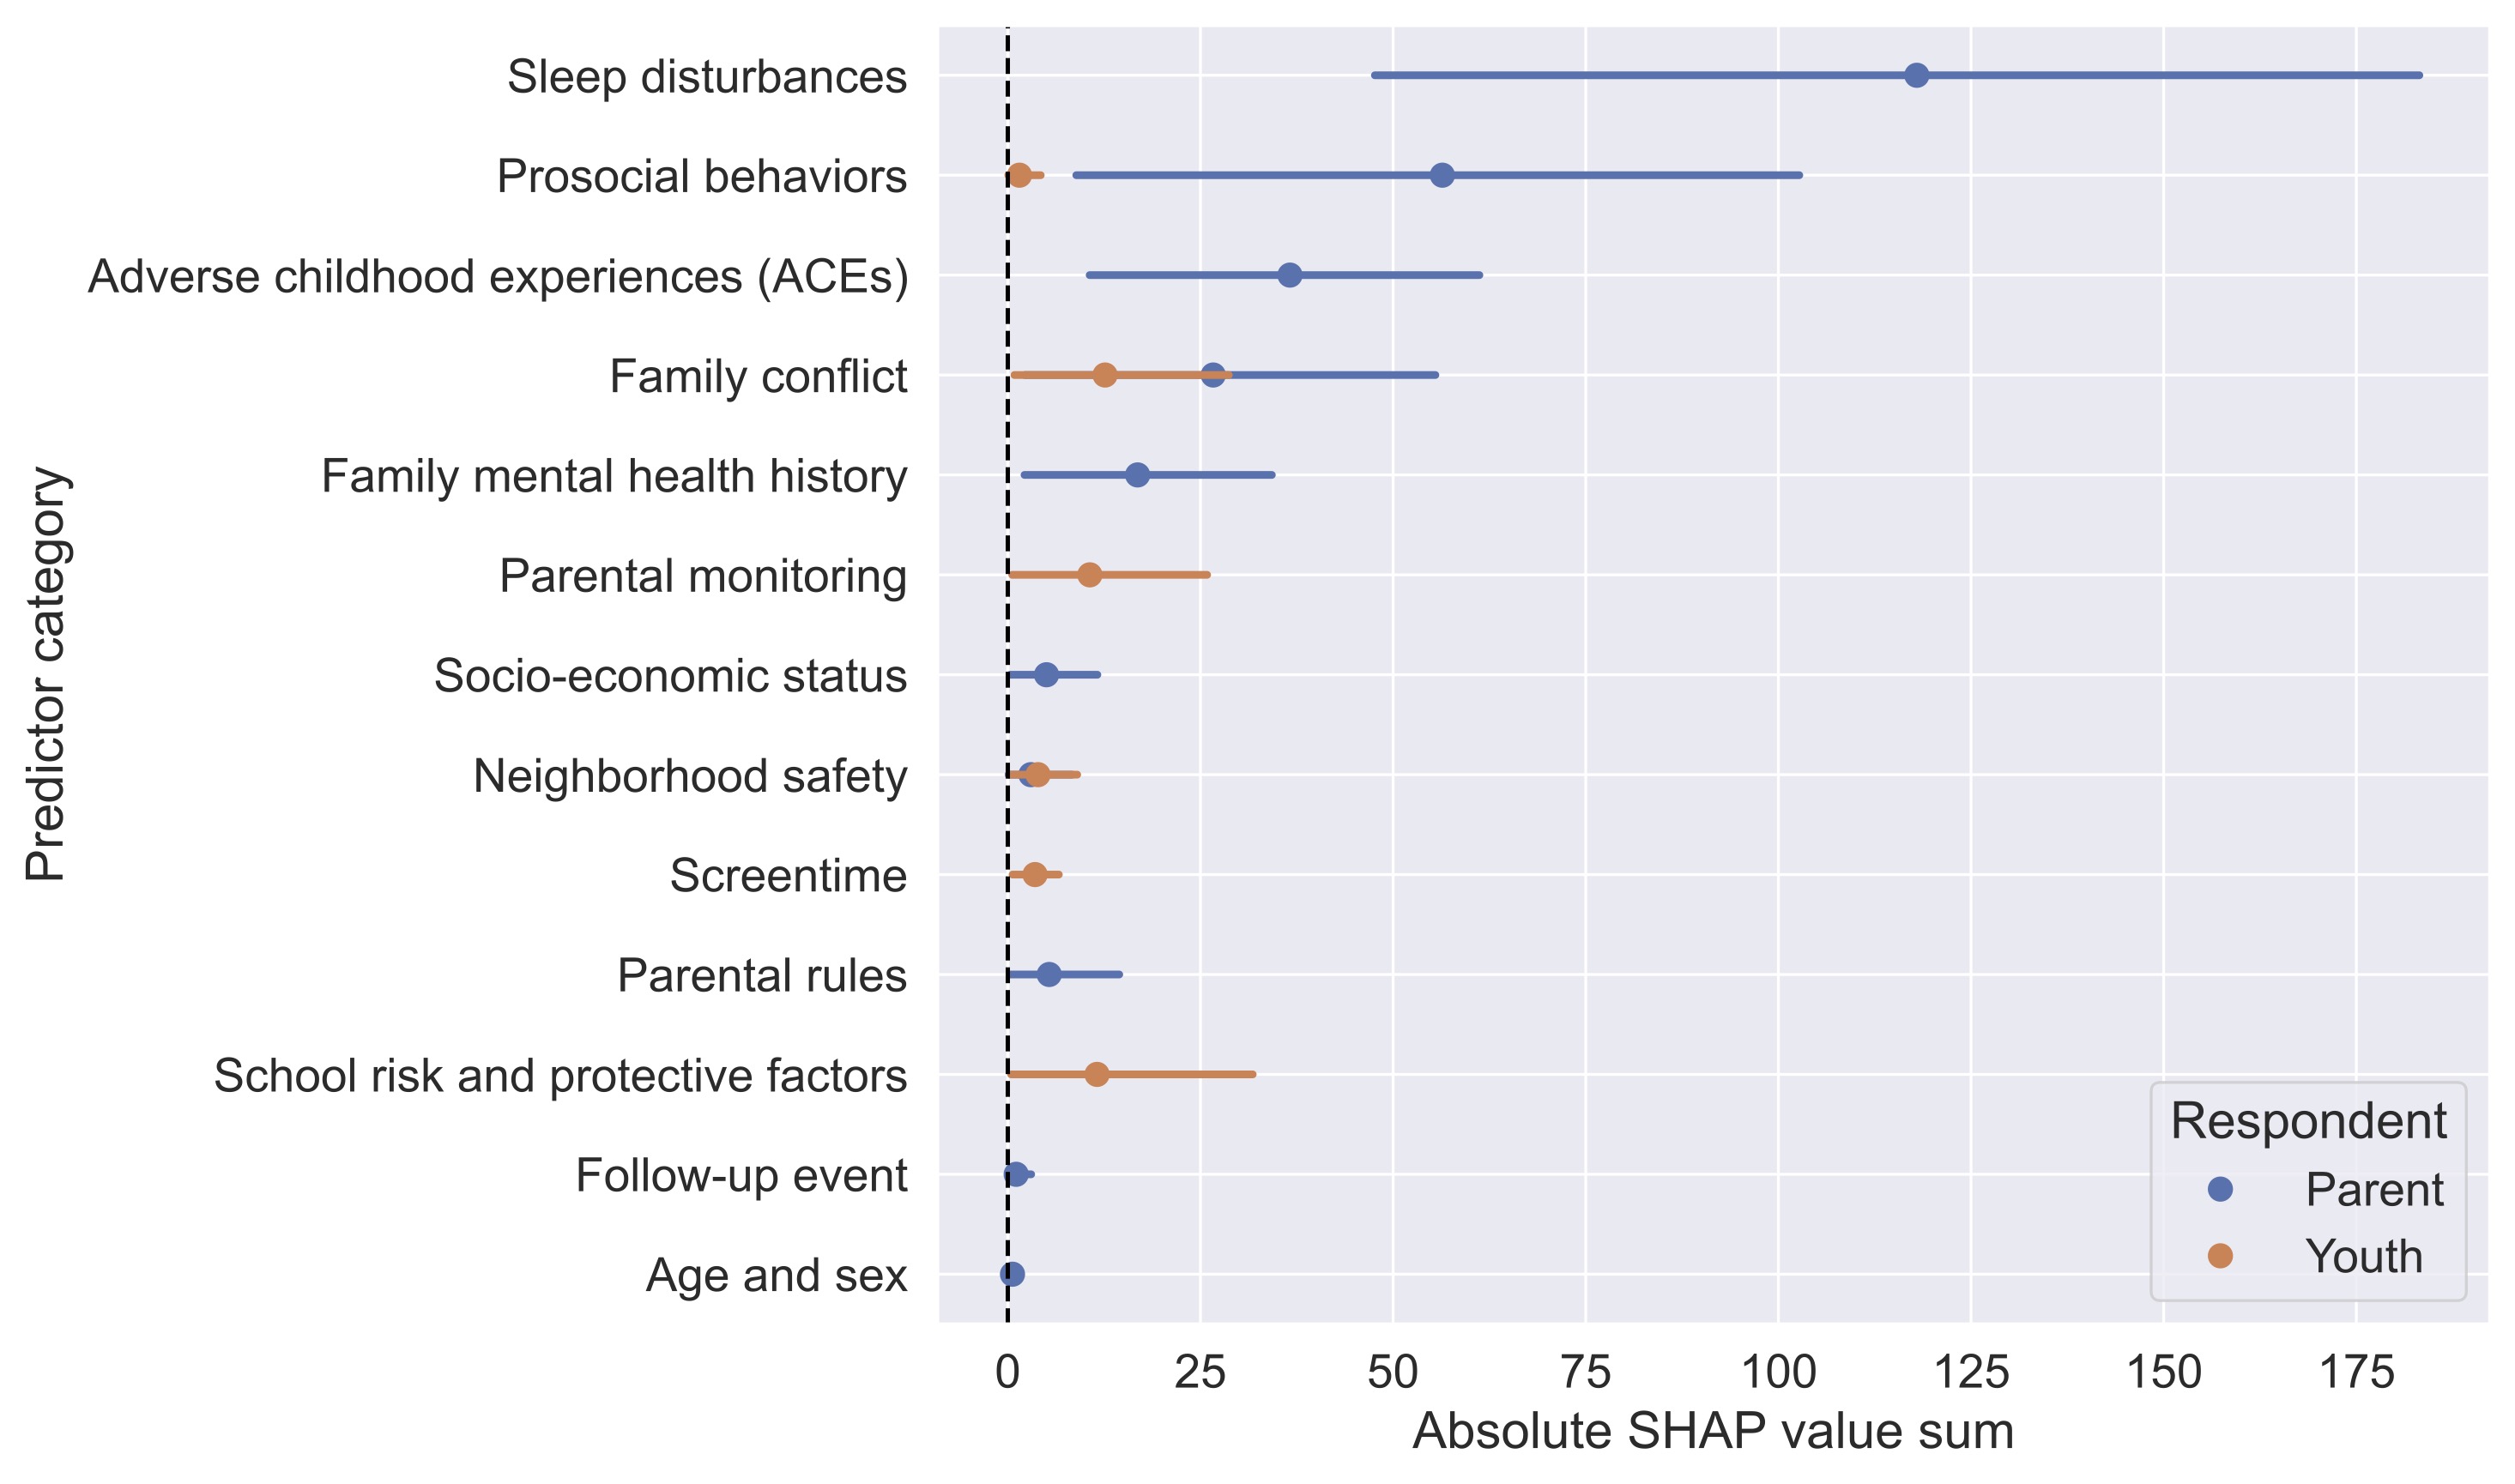 Sleep disturbances
Prosocial behaviors
Adverse childhood experiences (ACEs)
Family conflict
Family mental health history
Parental monitoring
Socio-economic status
Neighborhood safety
Screentime
Parental rules
School risk and protective factors
Follow-up event
Age and sex
Predictor category
Respondent
Parent
Youth
0 25 50 75 100 125 150 175
Absolute SHAP value sum